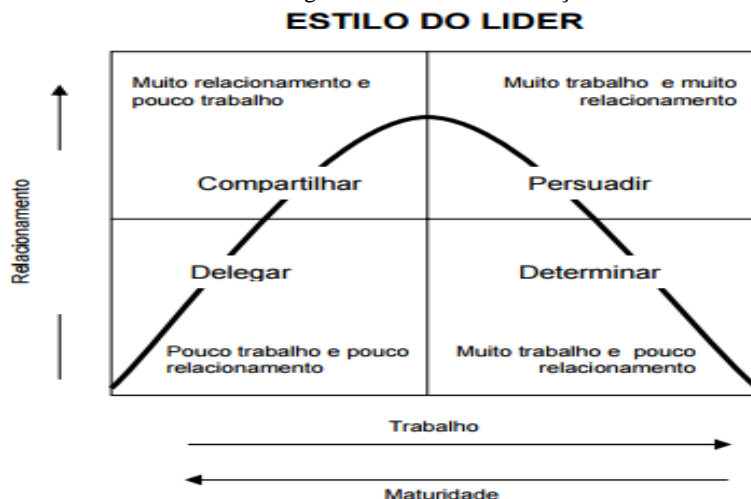 ESTILO DO LIDER
Muito relacionamento e
pouco trabalho
Muito trabalho e muito
relacionamento
Compartilhar
Persuadir
Relacionamento
Delegar
Determinar
Pouco trabalho e pouco
relacionamento
Muito trabalho e pouco
relacionamento
Trabalho
Maturidade